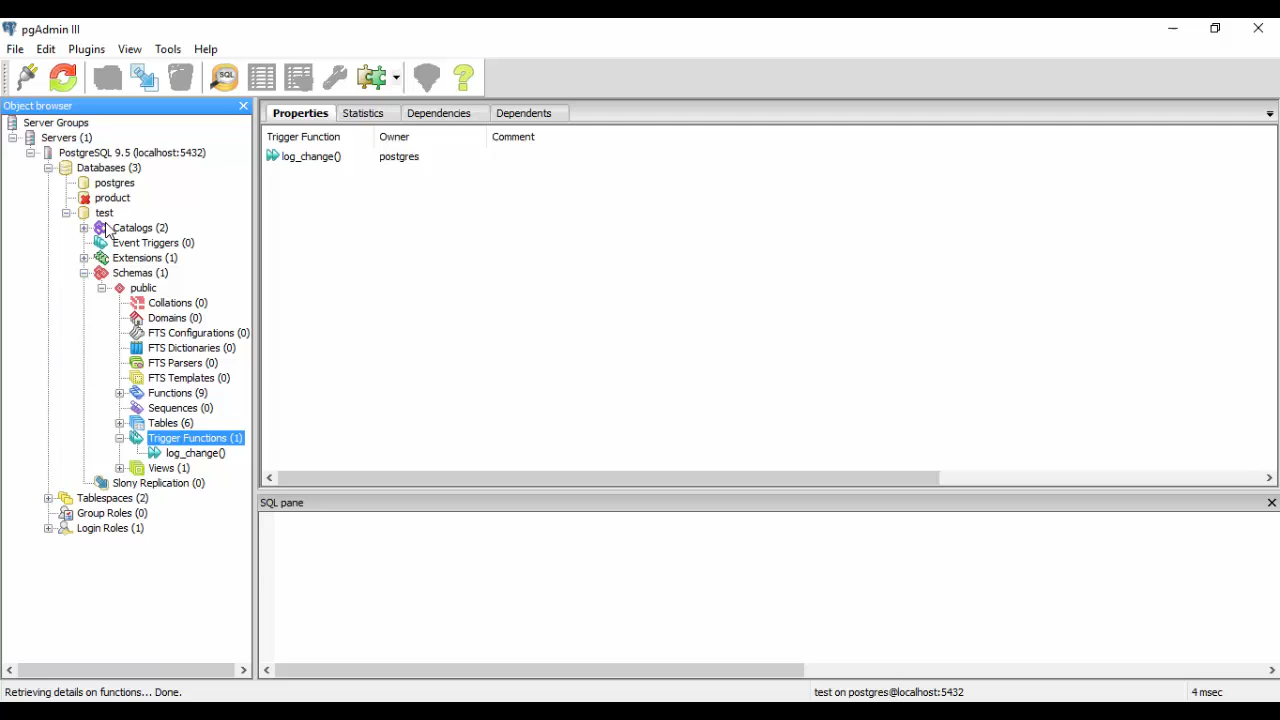 pgAdmin III
File Edit Plugins View Tools Help
SQL
Object browser
Server Groups
Servers (1)
PostgreSQL 9.5 (localhost:5432)
Databases (3)
postgres
product
test
Catalogs (2)
Event Triggers (0)
Extensions (1)
Schemas (1)
public
Collations (0)
Domains (0)
FTS Configurations (0)
FTS Dictionaries (0)
FTS Parsers (0)
FTS Templates (0)
Functions (9)
Sequences (0)
Tables (6)
Trigger Functions (1)
log_change()
Views (1)
Slony Replication (0)
Tablespaces (2)
Group Roles (0)
Login Roles (1)
Properties Statistics Dependencies Dependents
Trigger Function Owner Comment
log_change() postgres
SQL pane
Retrieving details on functions... Done. test on postgres@localhost:5432 4 msec